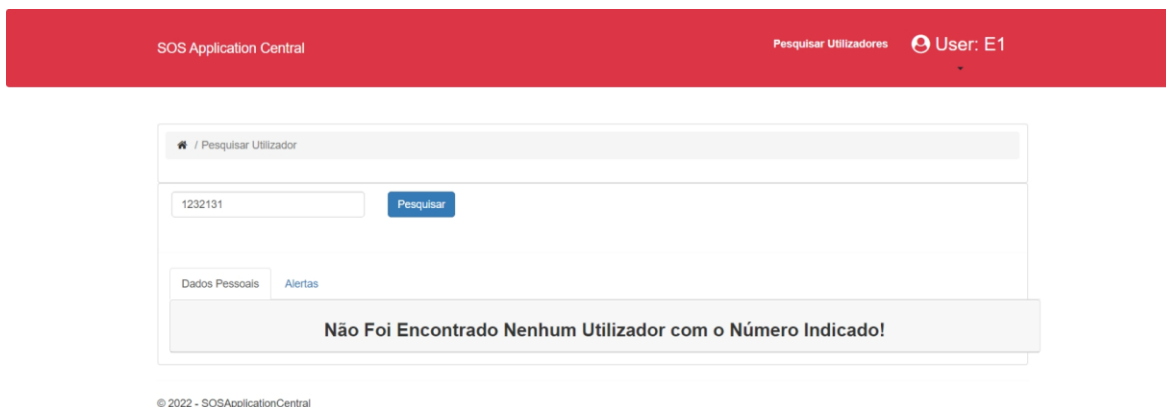 SOS Application Central
Pesquisar Utilizadores
User: E1
/ Pesquisar Utilizador
1232131
Pesquisar
Dados Pessoais
Alertas
Não Foi Encontrado Nenhum Utilizador com o Número Indicado!
© 2022 - SOSApplicationCentral